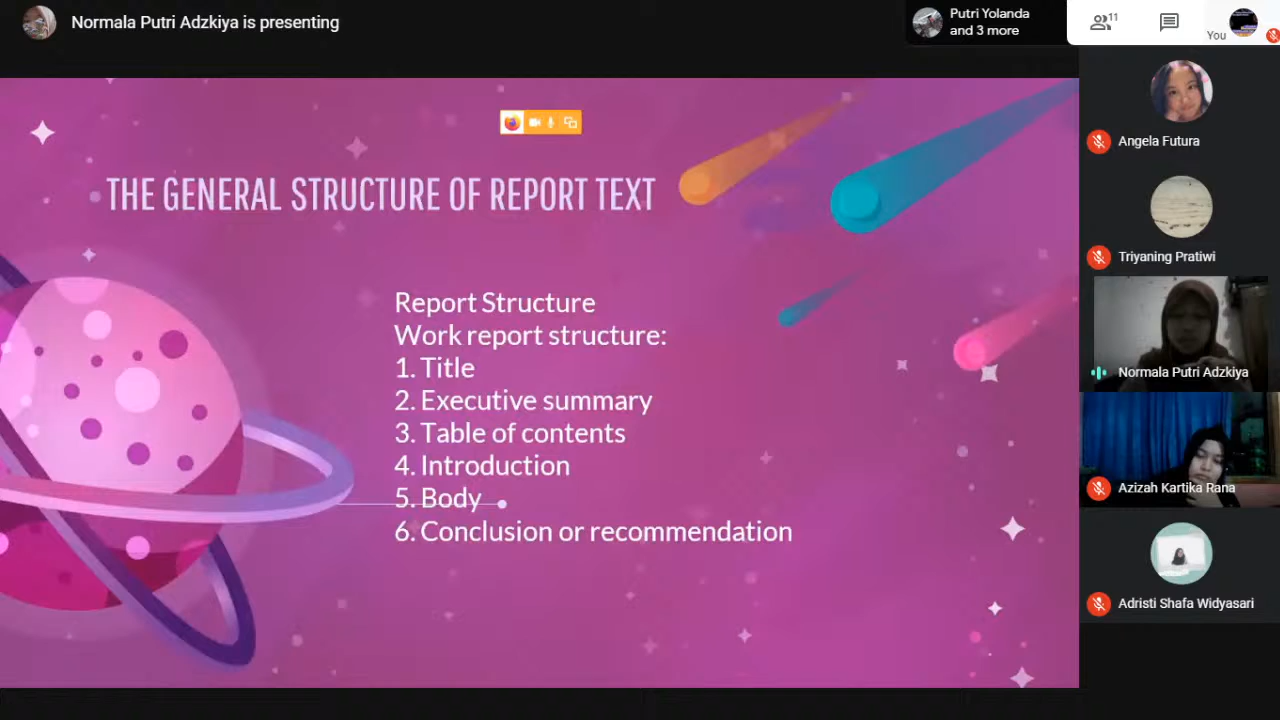 Normala Putri Adzkiya is presenting
Putri Yolanda
and 3 more
11
You
THE GENERAL STRUCTURE OF REPORT TEXT
Report Structure
Work report structure:
1. Title
2. Executive summary
3. Table of contents
4. Introduction
5. Body
6. Conclusion or recommendation
Angela Futura
Triyaning Pratiwi
Normala Putri Adzkiya
Azizah Kartika Rana
Adristi Shafa Widyasari